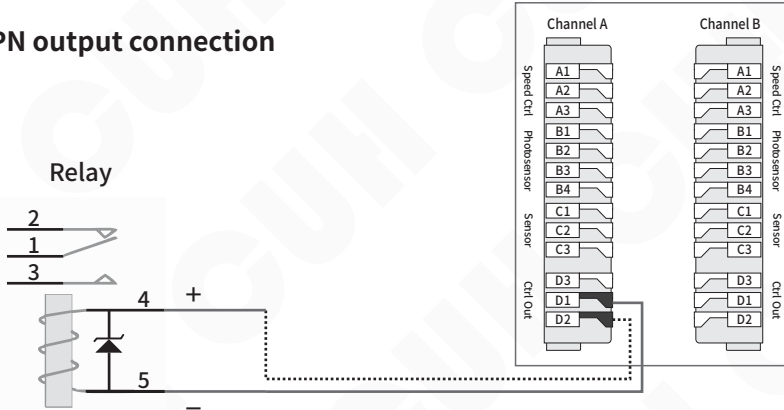 PN output connection
Channel A
Channel B
Speed Ctrl
Photosensor
Sensor
Ctrl Out
A1
A2
A3
B1
B2
B3
B4
C1
C2
C3
D3
D1
D2
A1
A2
A3
B1
B2
B3
B4
C1
C2
C3
D3
D1
D2
Speed Ctrl
Photosensor
Sensor
Ctrl Out
Relay
2
1
3
4
+
5
−
CUH